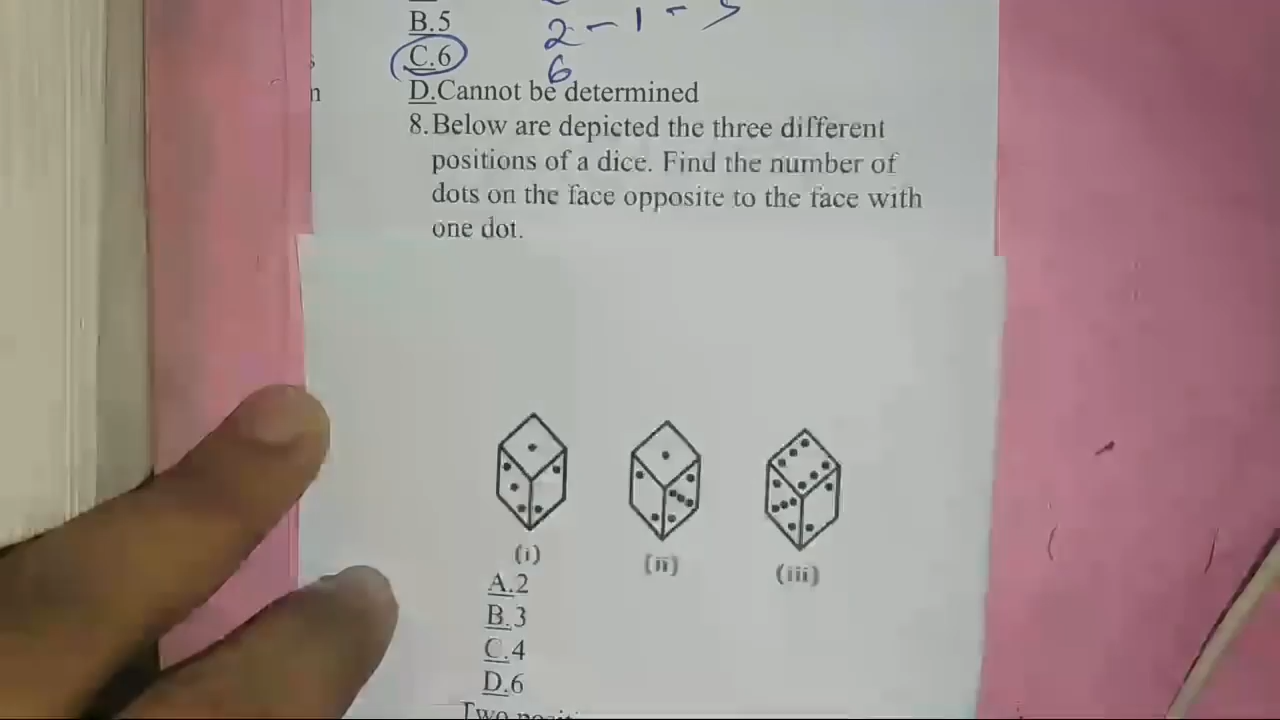 B.5
2 - 1 - 3
C.6
6
D.Cannot be determined
8. Below are depicted the three different
positions of a dice. Find the number of
dots on the face opposite to the face with
one dot.
(i)
(ii)
(iii)
A.2
B.3
C.4
D.6